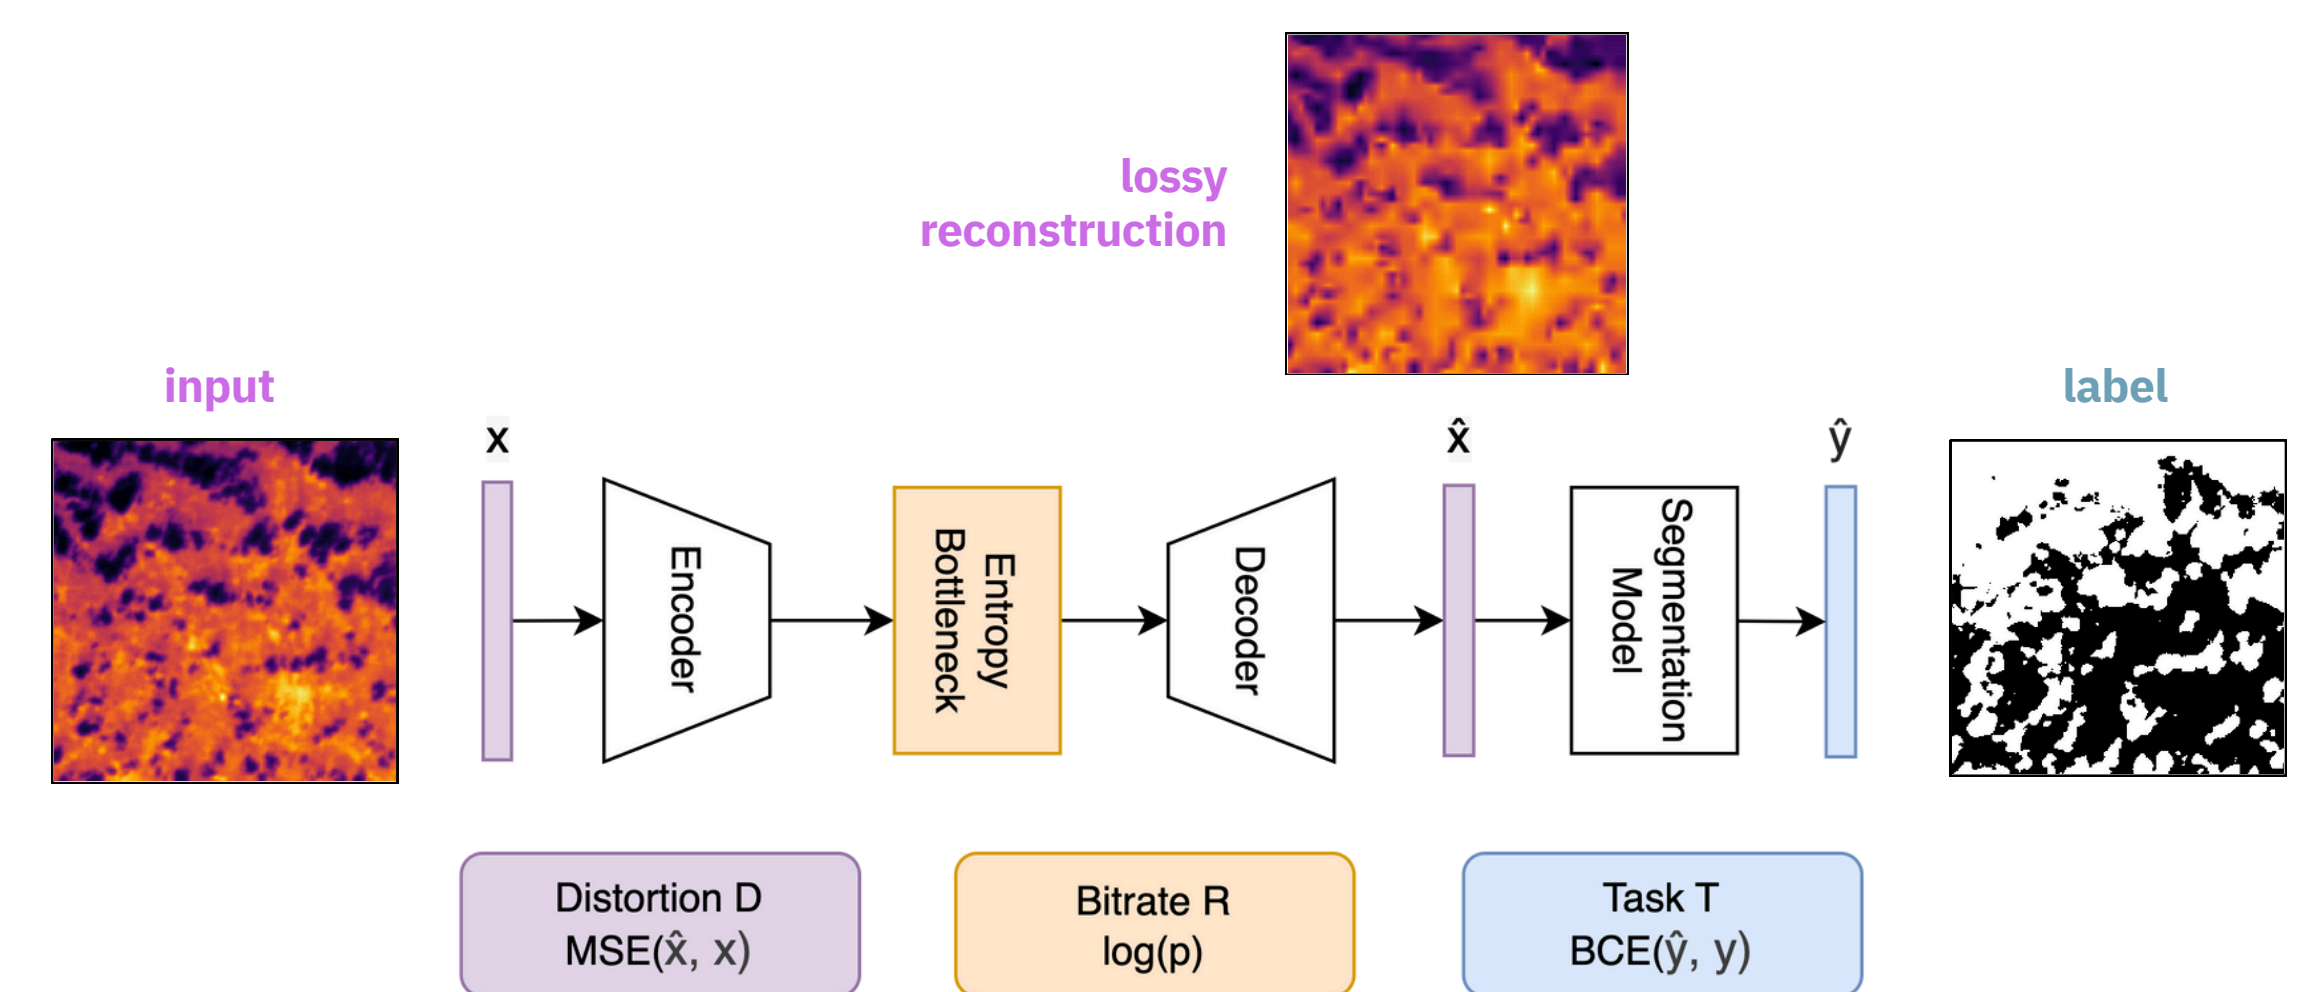 lossy
reconstruction
input
label
x
x̂
ŷ
Encoder
Entropy
Bottleneck
Decoder
Segmentation
Model
Distortion D
MSE(x̂, x)
Bitrate R
log(p)
Task T
BCE(ŷ, y)